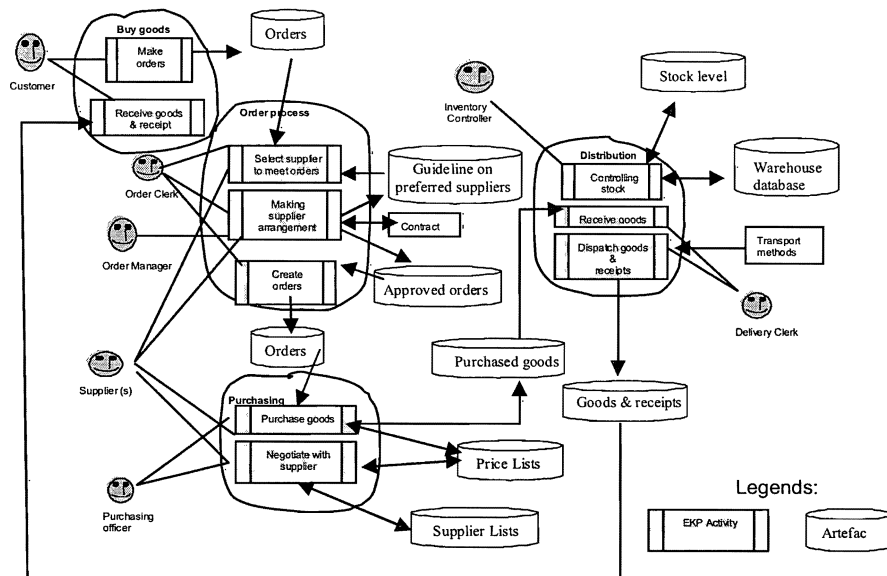 Buy goods
Make
orders
Orders
Customer
Receive goods
& receipt
Order process
Inventory
Controller
Stock level
Order Clerk
Select supplier
to meet orders
Guideline on
preferred suppliers
Distribution
Controlling
stock
Warehouse
database
Making
supplier
arrangement
Contract
Receive goods
Order Manager
Dispatch goods
&
receipts
Transport
methods
Create
orders
Approved orders
Delivery Clerk
Orders
Purchased goods
Supplier (s)
Goods & receipts
Purchasing
Purchase goods
Negotiate with
supplier
Price Lists
Purchasing
officer
Supplier Lists
Legends:
EKP Activity
Artefac